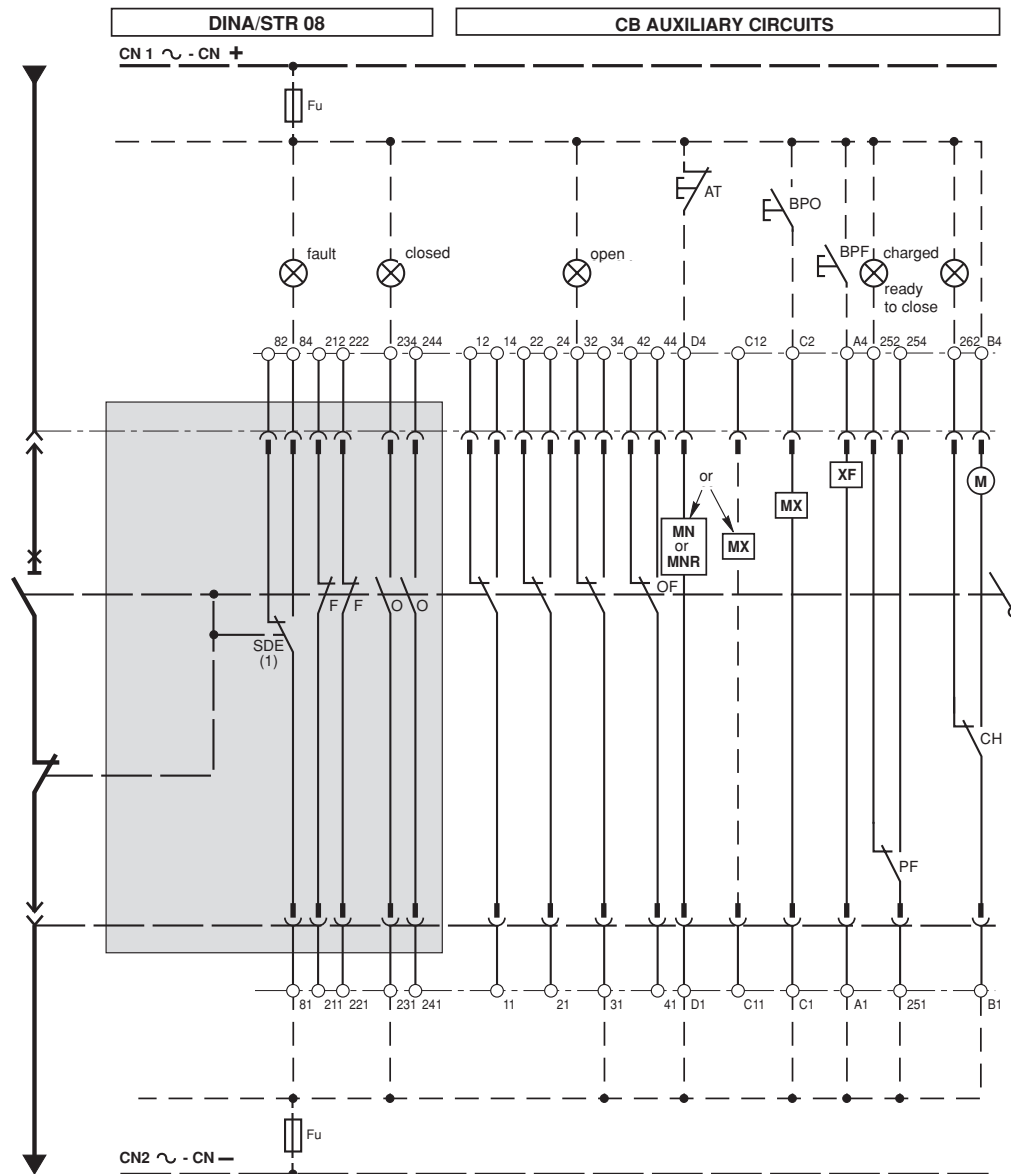 DINA/STR 08
CB AUXILIARY CIRCUITS
CN 1 ∿ - CN +
Fu
AT
BPO
BPF
fault
closed
open
charged
ready
to close
82 84 212 222 234 244 12 14 22 24 32 34 42 44 D4 C12 C2 A4 252 254 262 B4
or
XF
M
MX
MN
or
MNR
MX
F F O O OF
SDE
(1)
CH
PF
81 211 221 231 241 11 21 31 41 D1 C11 C1 A1 251 B1
Fu
CN2 ∿ - CN −